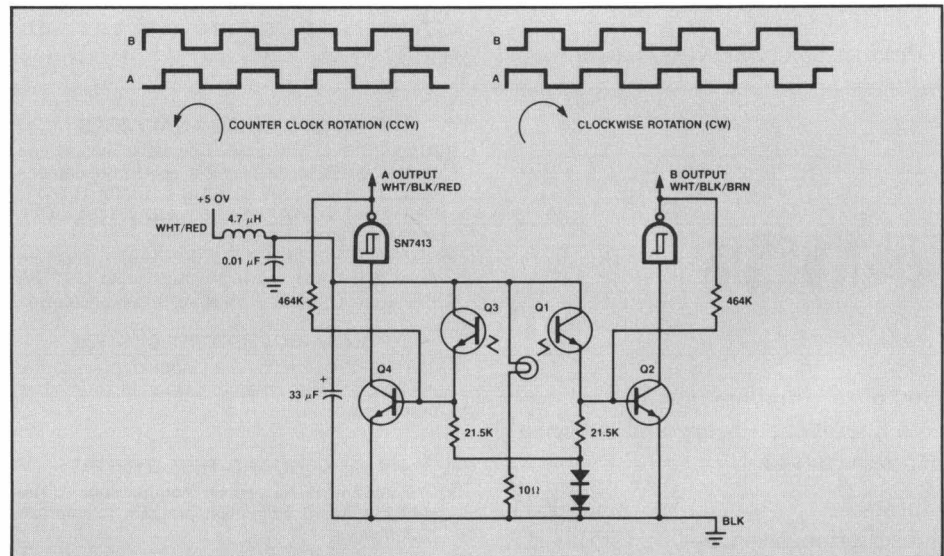 B
A
COUNTER CLOCK ROTATION (CCW)
B
A
CLOCKWISE ROTATION (CW)
A OUTPUT
WHT/BLK/RED
B OUTPUT
WHT/BLK/BRN
+5 0V
WHT/RED
4.7 µH
0.01 µF
SN7413
464K
464K
Q3
Q1
Q4
Q2
+
33 µF
21.5K
21.5K
10Ω
BLK